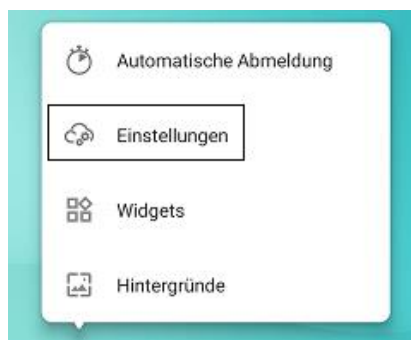 Automatische Abmeldung
Einstellungen
Widgets
Hintergründe